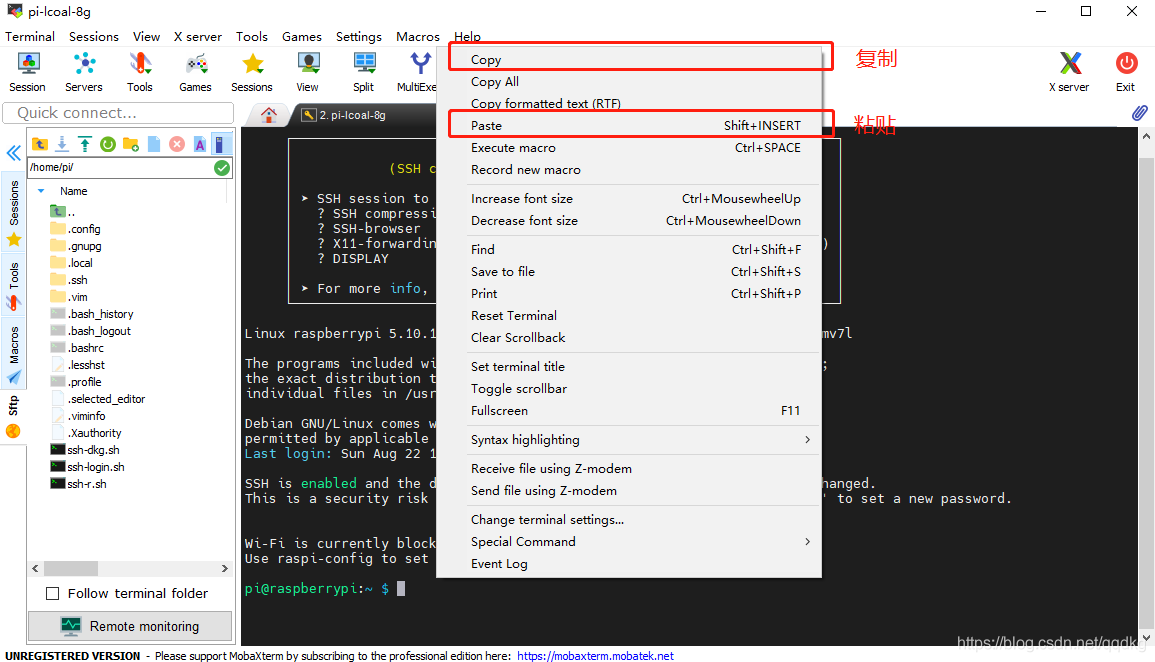 pi-lcoal-8g
Terminal Sessions View X server Tools Games Settings Macros Help
Session Servers Tools Games Sessions View Split MultiExe X server Exit
Quick connect...
2. pi-lcoal-8g
/home/pi/
Name
..
.config
.gnupg
.local
.ssh
.vim
.bash_history
.bash_logout
.bashrc
.lesshst
.profile
.selected_editor
.viminfo
.Xauthority
ssh-dkg.sh
ssh-login.sh
ssh-r.sh
Sessions
Tools
Macros
Sftp
Follow terminal folder
Remote monitoring
(SSH c
➤ SSH session to
? SSH compressi
? SSH-browser
? X11-forwardin )
? DISPLAY
➤ For more info,
Linux raspberrypi 5.10.1 mv7l
The programs included wi ;
the exact distribution t
individual files in /usr
Debian GNU/Linux comes w
permitted by applicable
Last login: Sun Aug 22 1
SSH is enabled and the d hanged.
This is a security risk ' to set a new password.
Wi-Fi is currently block
Use raspi-config to set
pi@raspberrypi:~ $
Copy 复制
Copy All
Copy formatted text (RTF)
Paste Shift+INSERT 粘贴
Execute macro Ctrl+SPACE
Record new macro
Increase font size Ctrl+MousewheelUp
Decrease font size Ctrl+MousewheelDown
Find Ctrl+Shift+F
Save to file Ctrl+Shift+S
Print Ctrl+Shift+P
Reset Terminal
Clear Scrollback
Set terminal title
Toggle scrollbar
Fullscreen F11
Syntax highlighting
Receive file using Z-modem
Send file using Z-modem
Change terminal settings...
Special Command
Event Log
https://blog.csdn.net/qqdkg
UNREGISTERED VERSION - Please support MobaXterm by subscribing to the professional edition here: https://mobaxterm.mobatek.net